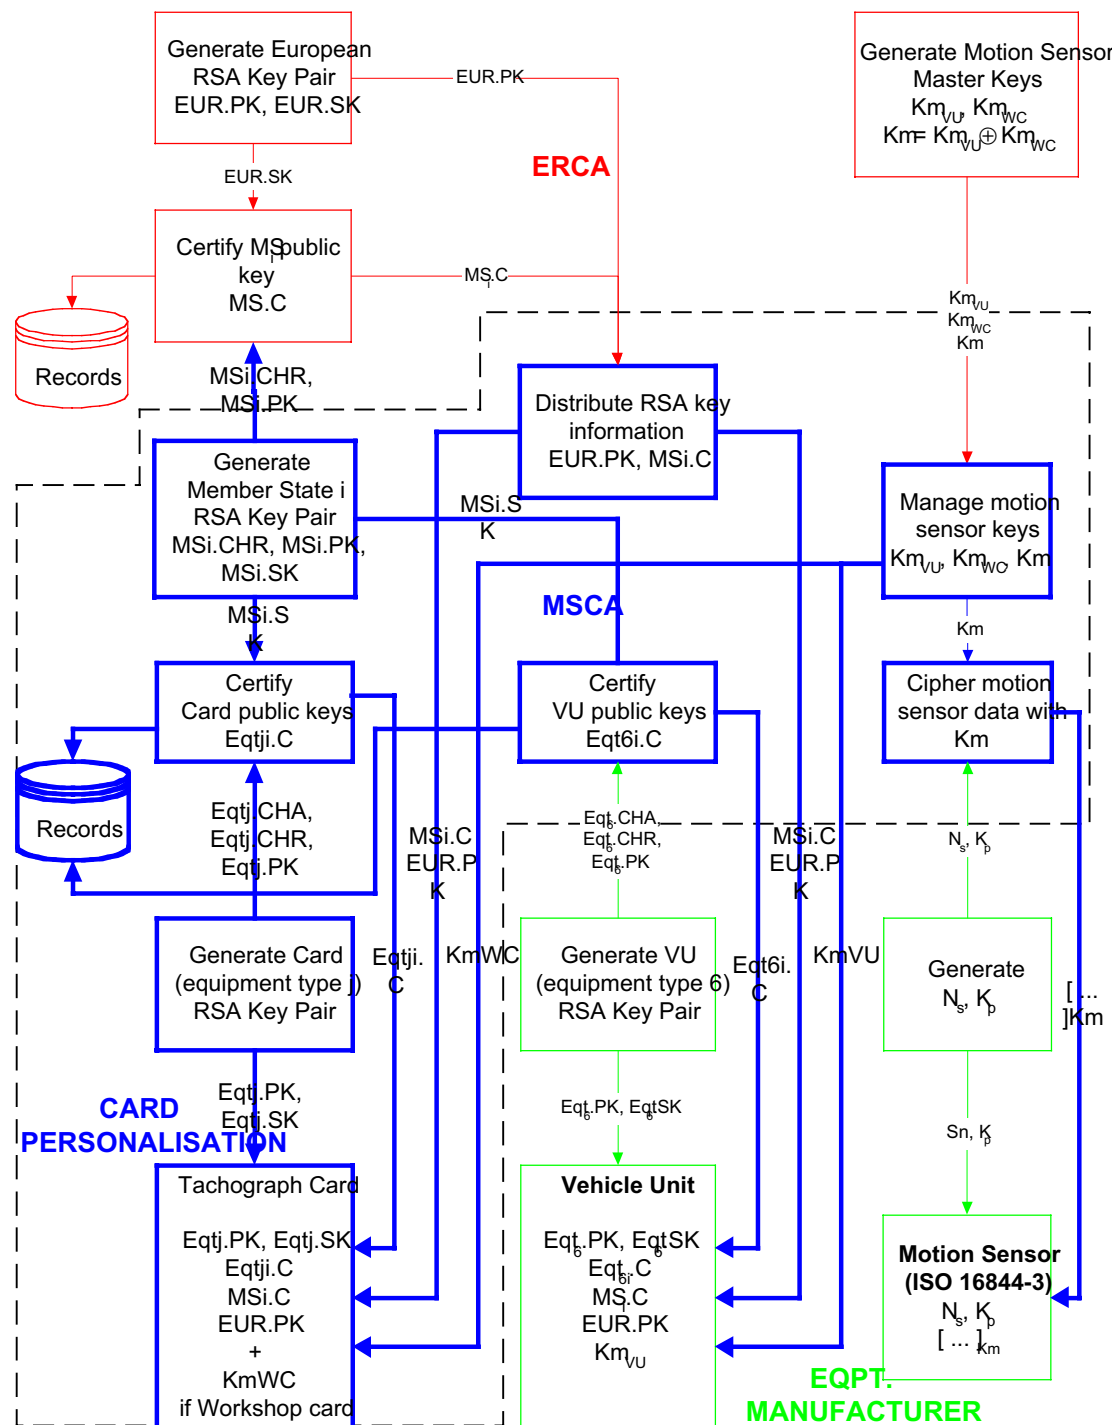 Generate European
RSA Key Pair
EUR.PK, EUR.SK
EUR.PK
Generate Motion Sensor
Master Keys
KmVU, KmWC
Km= KmVU⊕KmWC
ERCA
EUR.SK
Certify MSi public
key
MS.C
MSi.C
Records
KmVU
KmWC
Km
MSi.CHR,
MSi.PK
Distribute RSA key
information
EUR.PK, MSi.C
Generate
Member State i
RSA Key Pair
MSi.CHR, MSi.PK,
MSi.SK
MSi.S
K
Manage motion
sensor keys
KmVU, KmWC, Km
MSCA
MSi.S
K
Km
Certify
Card public keys
Eqtji.C
Certify
VU public keys
Eqt6i.C
Cipher motion
sensor data with
Km
Records
Eqtj.CHA,
Eqtj.CHR,
Eqtj.PK
MSi.C
EUR.P
K
Eqt6.CHA,
Eqt6.CHR,
Eqt6.PK
MSi.C
EUR.P
K
Ns, Kp
Generate Card
(equipment type j)
RSA Key Pair
Eqtji.
C
KmWC
Generate VU
(equipment type 6)
RSA Key Pair
Eqt6i.
C
KmVU
Generate
Ns, Kp
[ ...
]Km
Eqtj.PK,
Eqtj.SK
CARD
PERSONALISATION
Eqt6.PK, Eqt6SK
Sn, Kp
Tachograph Card
Eqtj.PK, Eqtj.SK
Eqtji.C
MSi.C
EUR.PK
+
KmWC
if Workshop card
Vehicle Unit
Eqt6.PK, Eqt6SK
Eqt6i.C
MSi.C
EUR.PK
KmVU
Motion Sensor
(ISO 16844-3)
Ns, Kp
[ ... ]Km
EQPT.
MANUFACTURER